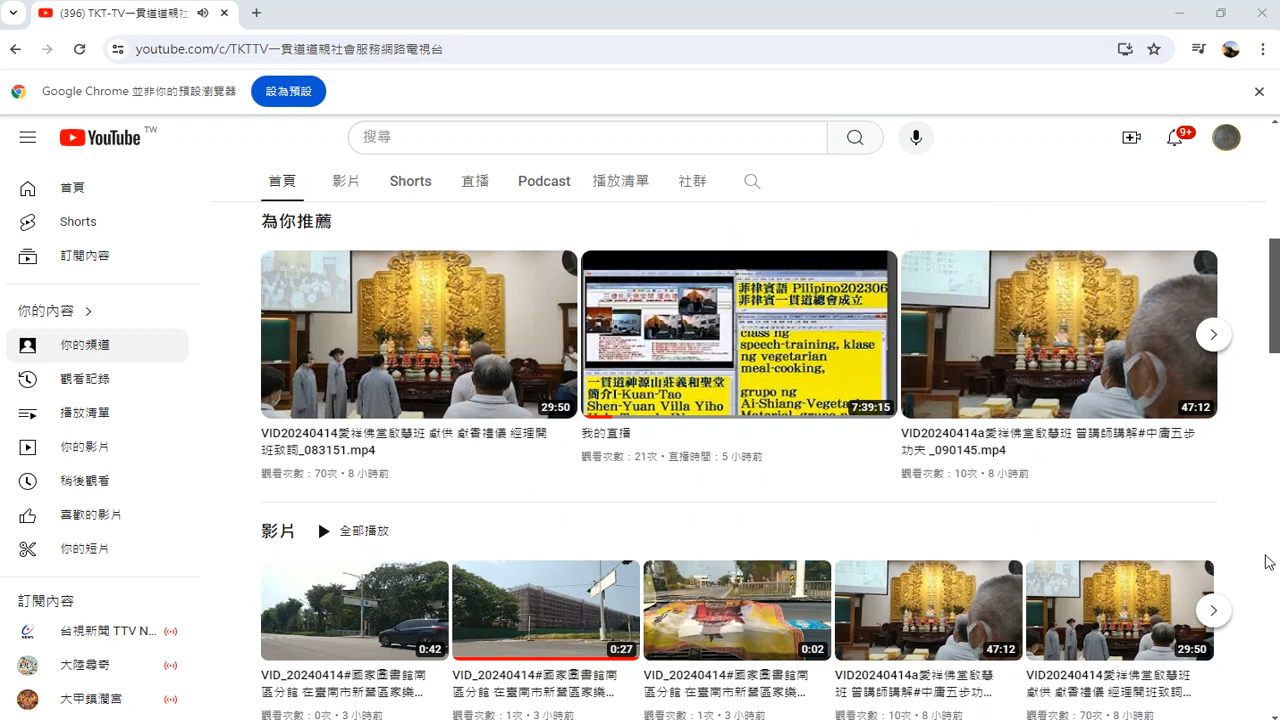 (396) TKT-TV一貫道道親社
youtube.com/c/TKTTV一貫道道親社會服務網路電視台
Google Chrome 並非你的預設瀏覽器
設為預設
YouTube TW
搜尋
9+
首頁
影片
Shorts
直播
Podcast
播放清單
社群
首頁
Shorts
訂閱內容
你的內容
你的頻道
觀看記錄
播放清單
你的影片
稍後觀看
喜歡的影片
你的短片
訂閱內容
台視新聞 TTV N...
大陸尋奇
大甲鎮瀾宮
為你推薦
29:50
菲律賓語 Pilipino202306
菲律賓一貫道總會成立
class ng
speech-training, klase
ng vegetarian
meal-cooking,
grupo ng
Ai-Shiang-Vegeta
一貫道神源山莊義和聖堂
簡介I-Kuan-Tao
Shen-Yuan Villa Yiho
7:39:15
47:12
VID20240414愛祥佛堂啟慧班 獻供 獻香禮儀 經理開
班致詞_083151.mp4
觀看次數：70次 • 8 小時前
我的直播
觀看次數：21次 • 直播時間：5 小時前
VID20240414a愛祥佛堂啟慧班 曾講師講解#中庸五步
功夫 _090145.mp4
觀看次數：10次 • 8 小時前
影片
全部播放
0:42
0:27
0:02
47:12
29:50
VID_20240414#國家圖書館南
區分館 在臺南市新營區家樂...
觀看次數：0次 • 3 小時前
VID_20240414#國家圖書館南
區分館 在臺南市新營區家樂...
觀看次數：1次 • 3 小時前
VID_20240414#國家圖書館南
區分館 在臺南市新營區家樂...
觀看次數：1次 • 3 小時前
VID20240414a愛祥佛堂啟慧
班 曾講師講解#中庸五步功...
觀看次數：10次 • 8 小時前
VID20240414愛祥佛堂啟慧班
獻供 獻香禮儀 經理開班致詞...
觀看次數：70次 • 8 小時前